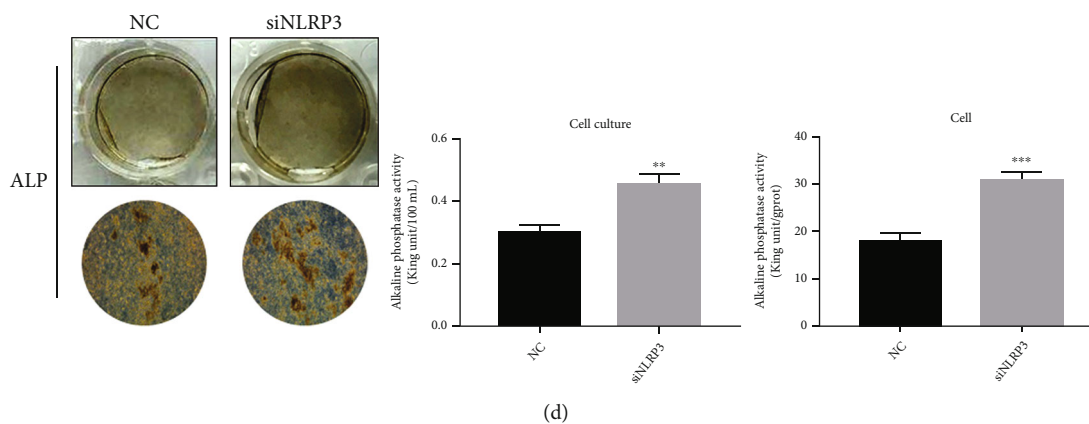 NC
siNLRP3
ALP
Cell culture
Alkaline phosphatase activity
(King unit/100 mL)
0.6
0.4
0.2
0.0
**
NC
siNLRP3
Cell
Alkaline phosphatase activity
(King unit/gprot)
40
30
20
10
0
***
NC
siNLRP3
(d)